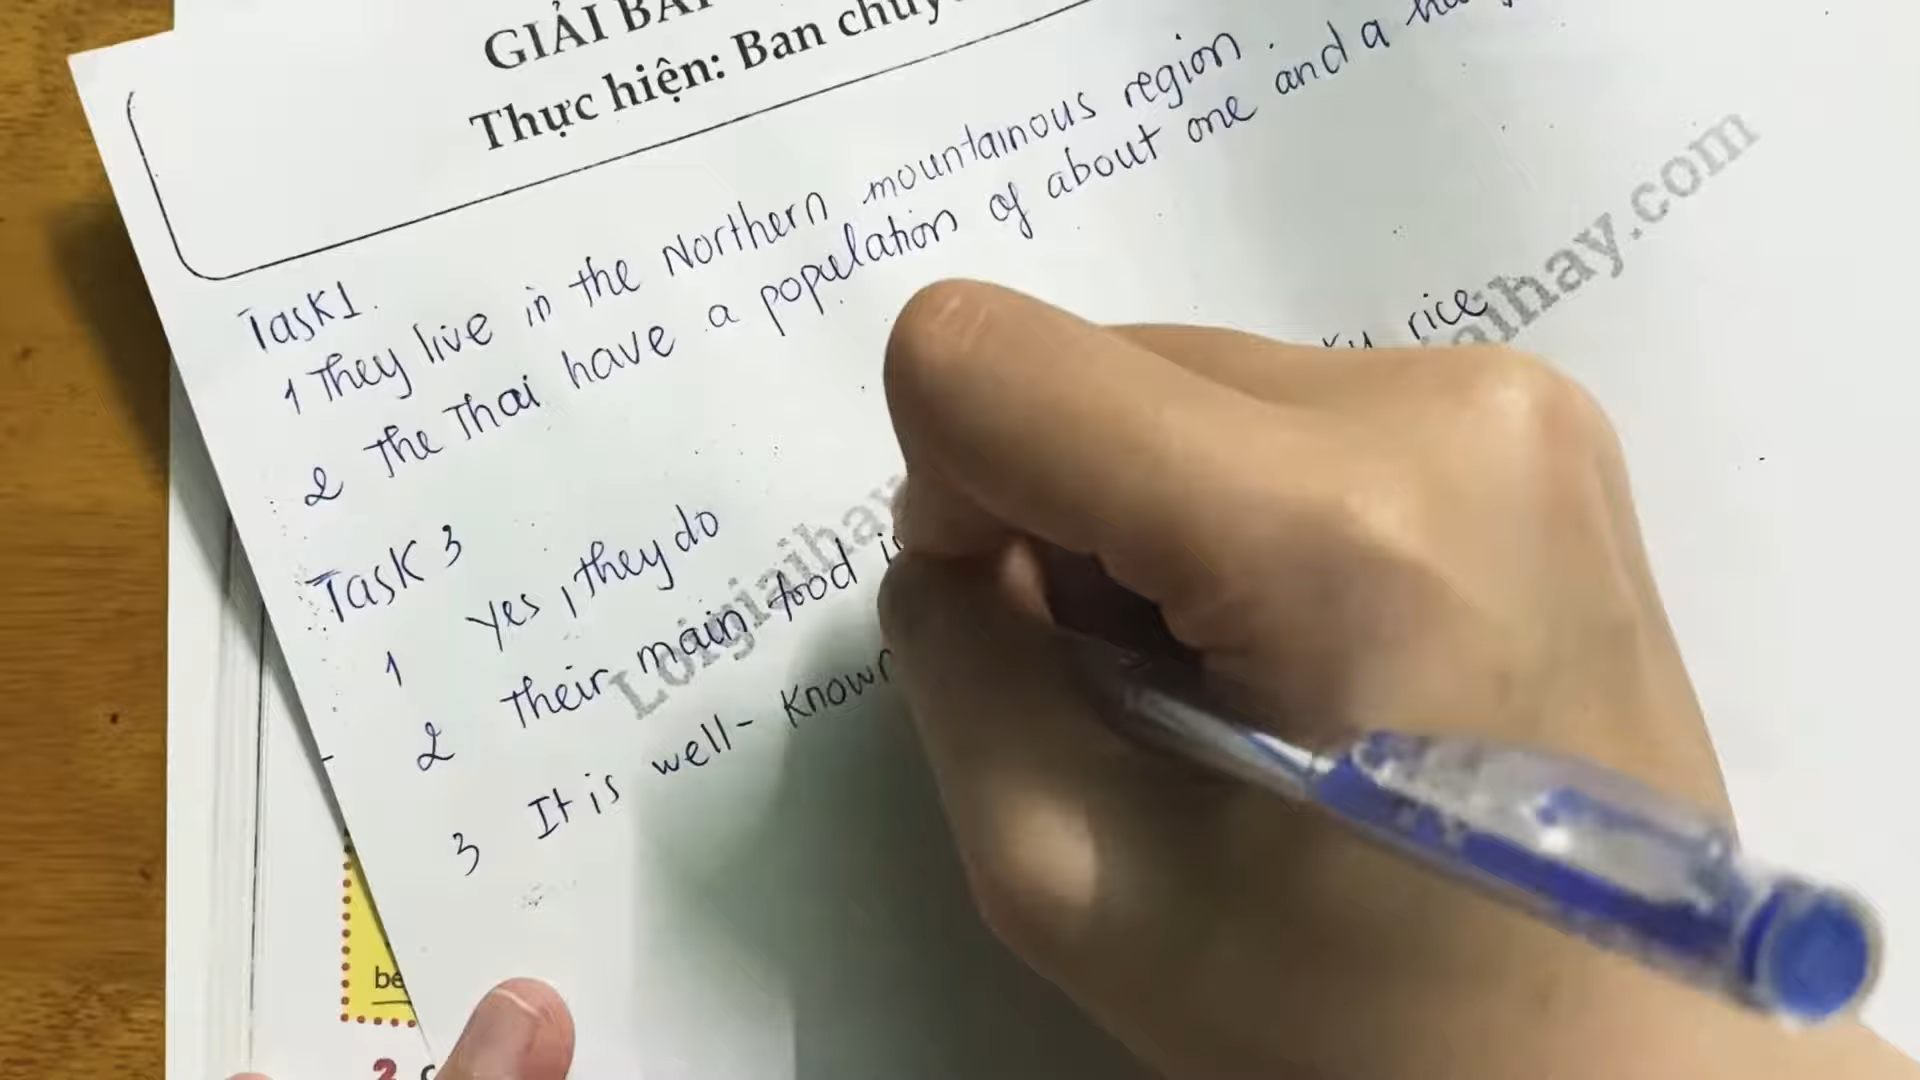 GIẢI BÀI
Thực hiện: Ban
Task 1.
1 They live in the Northern mountainous region.
2 The Thai have a population of about one and a
rice
Task 3
1 Yes, they do
2 Their main food
3 It is well-known
Loigiaihay.com
be
2